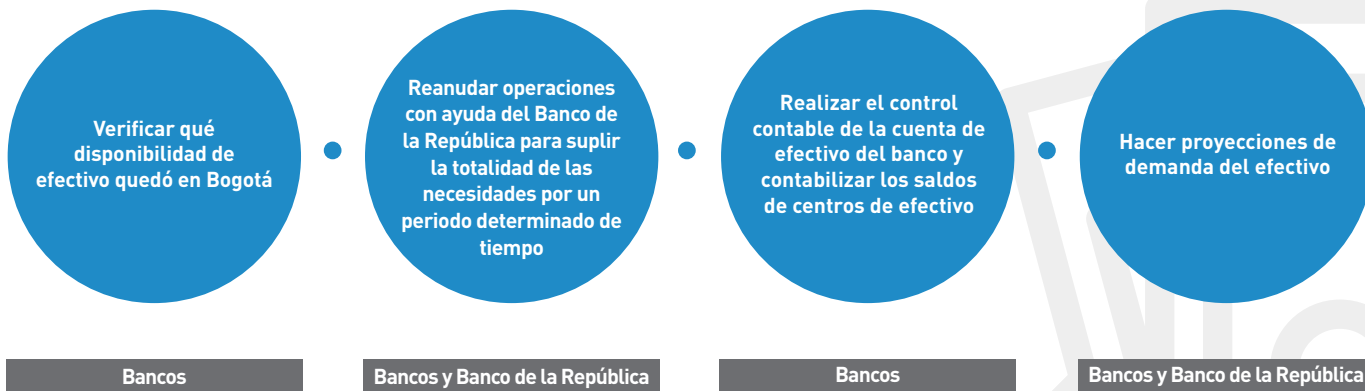 Verificar qué
disponibilidad de
efectivo quedó en Bogotá
Reanudar operaciones
con ayuda del Banco de
la República para suplir
la totalidad de las
necesidades por un
periodo determinado de
tiempo
Realizar el control
contable de la cuenta de
efectivo del banco y
contabilizar los saldos
de centros de efectivo
Hacer proyecciones de
demanda del efectivo
Bancos
Bancos y Banco de la República
Bancos
Bancos y Banco de la República